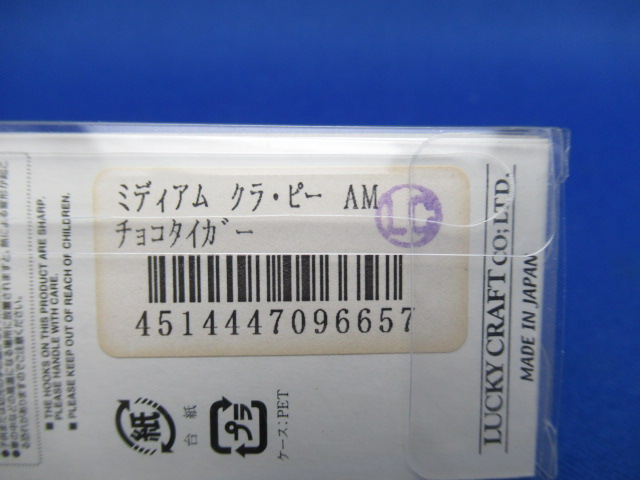 ミディアム クラ・ピー AM
チョコタイガー
LC
4514447096657
LUCKY CRAFT CO;LTD.
MADE IN JAPAN
■ THE HOOKS ON THE PRODUCT ARE SHARP.
PLEASE HANDLE WITH CARE
■ PLEASE KEEP OUT OF REACH OF CHILDREN.
紙
台紙
プラ
ケース:PET